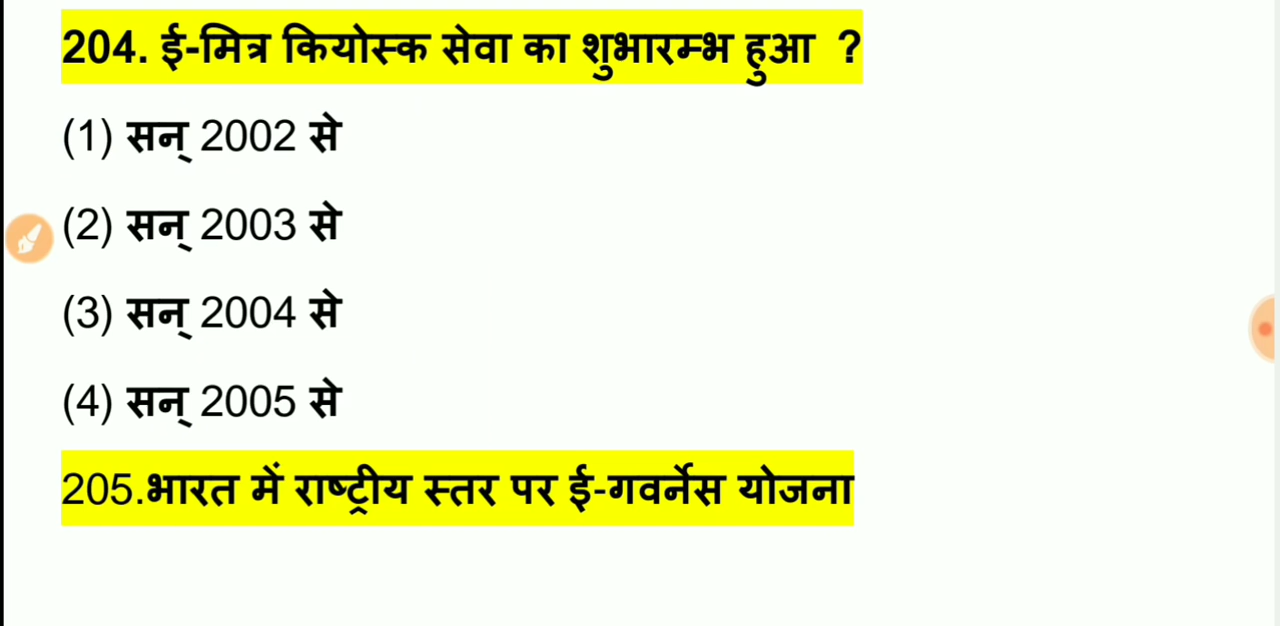 204. ई-मित्र कियोस्क सेवा का शुभारम्भ हुआ ?
(1) सन् 2002 से
(2) सन् 2003 से
(3) सन् 2004 से
(4) सन् 2005 से
205.भारत में राष्ट्रीय स्तर पर ई-गवर्नेस योजना